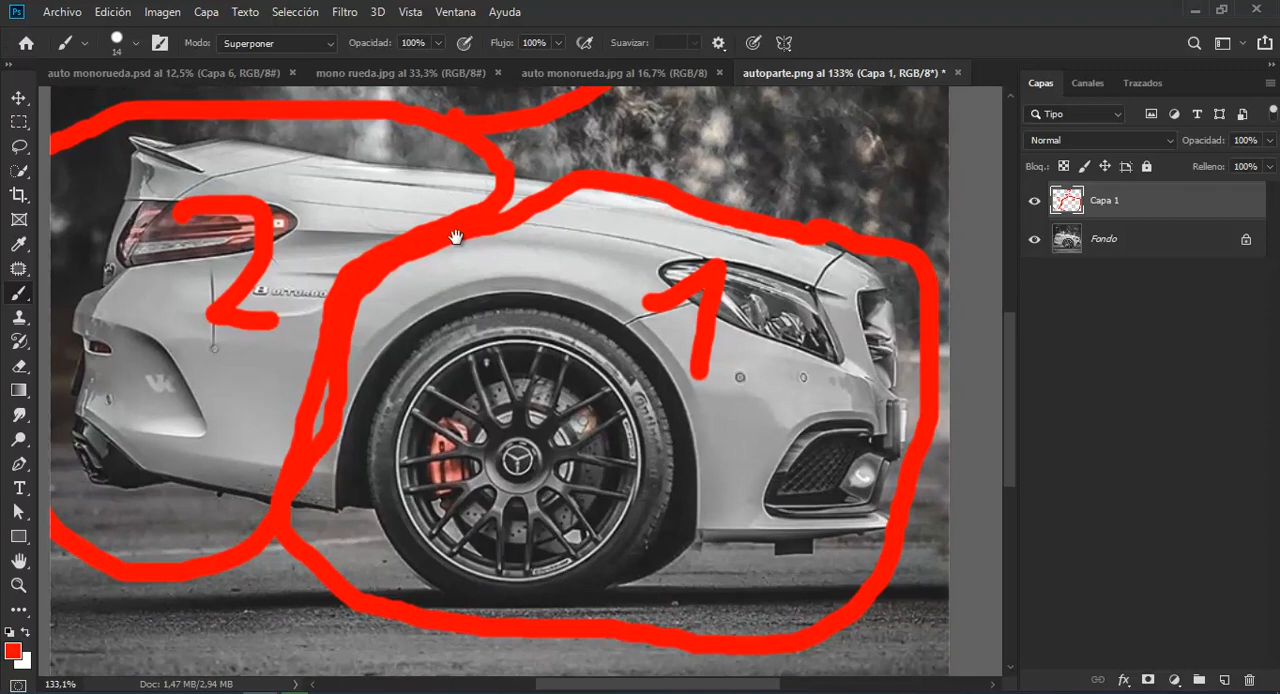 Ps Archivo Edición Imagen Capa Texto Selección Filtro 3D Vista Ventana Ayuda
14 Modo: Superponer Opacidad: 100% Flujo: 100% Suavizar:
auto monorueda.psd al 12,5% (Capa 6, RGB/8#) × mono rueda.jpg al 33,3% (RGB/8#) × auto monorueda.jpg al 16,7% (RGB/8) × autoparte.png al 133% (Capa 1, RGB/8*) * ×
Capas Canales Trazados
Tipo
Normal Opacidad: 100%
Bloq.: Relleno: 100%
Capa 1
Fondo
2
1
8 BITURBO
133,1% Doc: 1,47 MB/2,94 MB